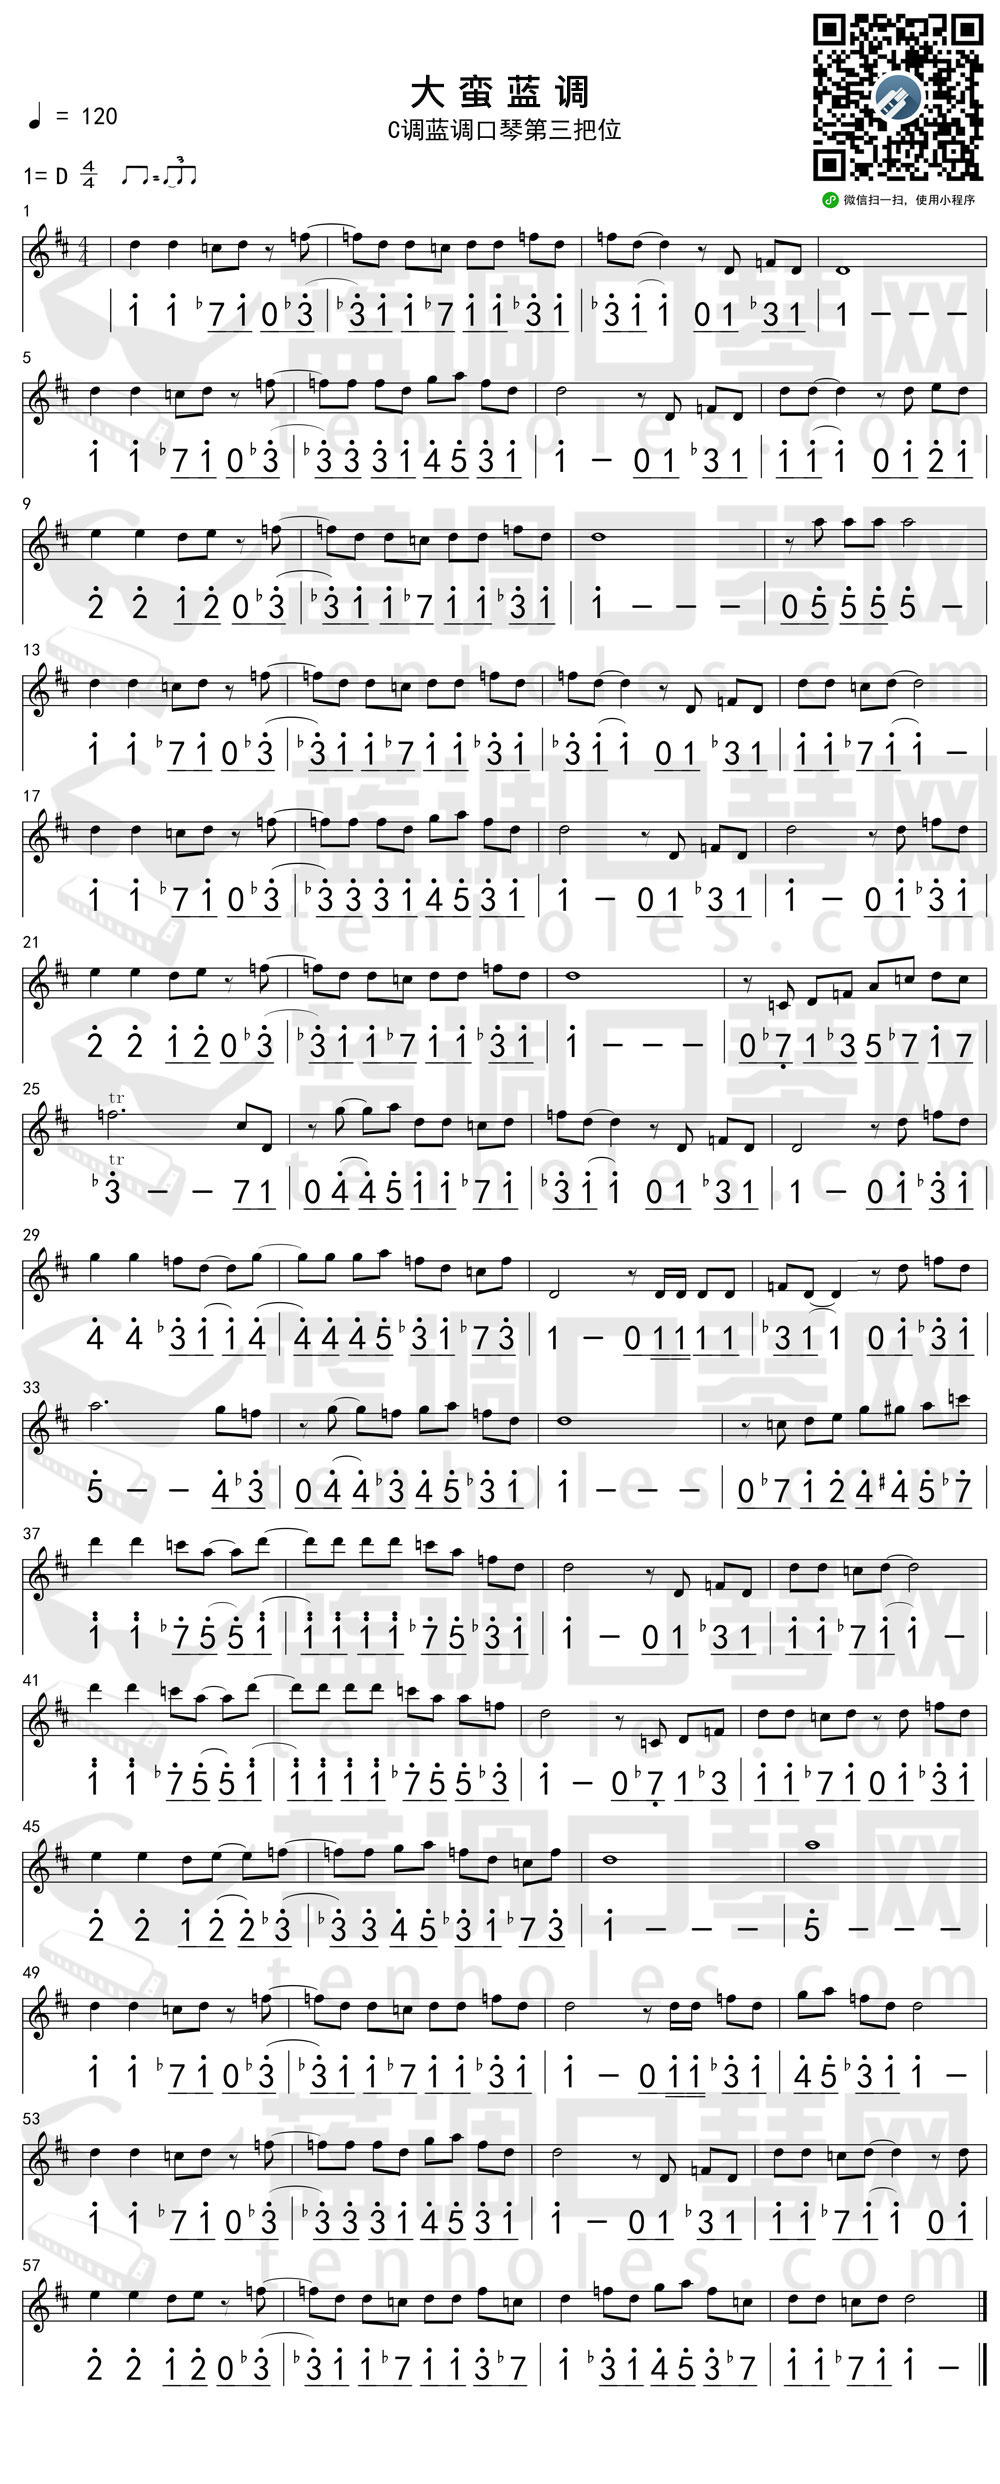 大蛮蓝调
♩ = 120
C调蓝调口琴第三把位
1= D 4/4
3
微信扫一扫，使用小程序
1
1 1 ♭7 1 0 ♭3 | ♭3 1 1 ♭7 1 1 ♭3 1 | ♭3 1 1 0 1 ♭3 1 | 1 — — —
5
1 1 ♭7 1 0 ♭3 | ♭3 3 3 1 4 5 3 1 | 1 — 0 1 ♭3 1 | 1 1 1 0 1 2 1
9
2 2 1 2 0 ♭3 | ♭3 1 1 ♭7 1 1 ♭3 1 | 1 — — — | 0 5 5 5 5 —
13
1 1 ♭7 1 0 ♭3 | ♭3 1 1 ♭7 1 1 ♭3 1 | ♭3 1 1 0 1 ♭3 1 | 1 1 ♭7 1 1 —
17
1 1 ♭7 1 0 ♭3 | ♭3 3 3 1 4 5 3 1 | 1 — 0 1 ♭3 1 | 1 — 0 1 ♭3 1
21
2 2 1 2 0 ♭3 | ♭3 1 1 ♭7 1 1 ♭3 1 | 1 — — — | 0 ♭7 1 ♭3 5 ♭7 1 7
25
tr
tr
♭3 — — 7 1 | 0 4 4 5 1 1 ♭7 1 | ♭3 1 1 0 1 ♭3 1 | 1 — 0 1 ♭3 1
29
4 4 ♭3 1 1 4 | 4 4 4 5 ♭3 1 ♭7 3 | 1 — 0 1 1 1 1 | ♭3 1 1 0 1 ♭3 1
33
5 — — 4 ♭3 | 0 4 4 ♭3 4 5 ♭3 1 | 1 — — — | 0 ♭7 1 2 4 #4 5 ♭7
37
1 1 ♭7 5 5 1 | 1 1 1 1 ♭7 5 ♭3 1 | 1 — 0 1 ♭3 1 | 1 1 ♭7 1 1 —
41
1 1 ♭7 5 5 1 | 1 1 1 1 ♭7 5 5 ♭3 | 1 — 0 ♭7 1 ♭3 | 1 1 ♭7 1 0 1 ♭3 1
45
2 2 1 2 2 ♭3 | ♭3 3 4 5 ♭3 1 ♭7 3 | 1 — — — | 5 — — —
49
1 1 ♭7 1 0 ♭3 | ♭3 1 1 ♭7 1 1 ♭3 1 | 1 — 0 1 1 ♭3 1 | 4 5 ♭3 1 1 —
53
1 1 ♭7 1 0 ♭3 | ♭3 3 3 1 4 5 3 1 | 1 — 0 1 ♭3 1 | 1 1 ♭7 1 1 0 1
57
2 2 1 2 0 ♭3 | ♭3 1 1 ♭7 1 1 3 ♭7 | 1 ♭3 1 4 5 3 ♭7 | 1 1 ♭7 1 1 —
蓝调口琴网
tenholes.com